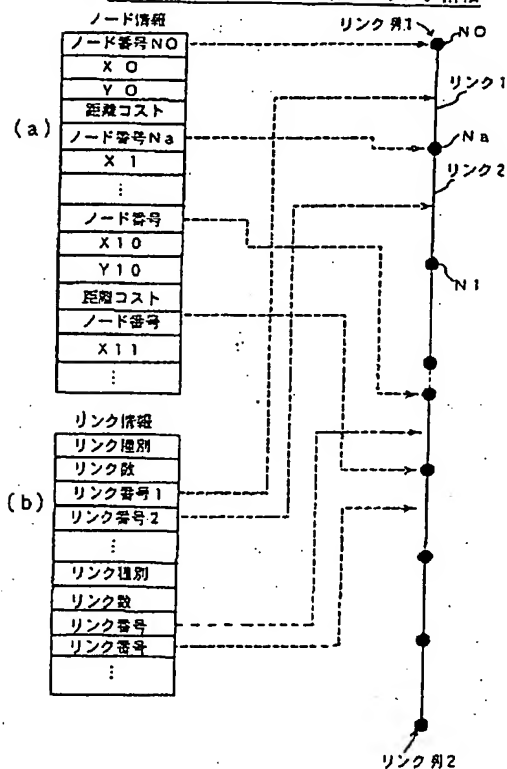 ノード情報
ノード番号N0
X 0
Y 0
距離コスト
ノード番号Na
X 1
⋮
ノード番号
X10
Y10
距離コスト
ノード番号
X11
⋮
(a)
リンク情報
リンク種別
リンク数
リンク番号1
リンク番号2
⋮
リンク種別
リンク数
リンク番号
リンク番号
⋮
(b)
リンク列1
N0
リンク1
Na
リンク2
N1
リンク列2